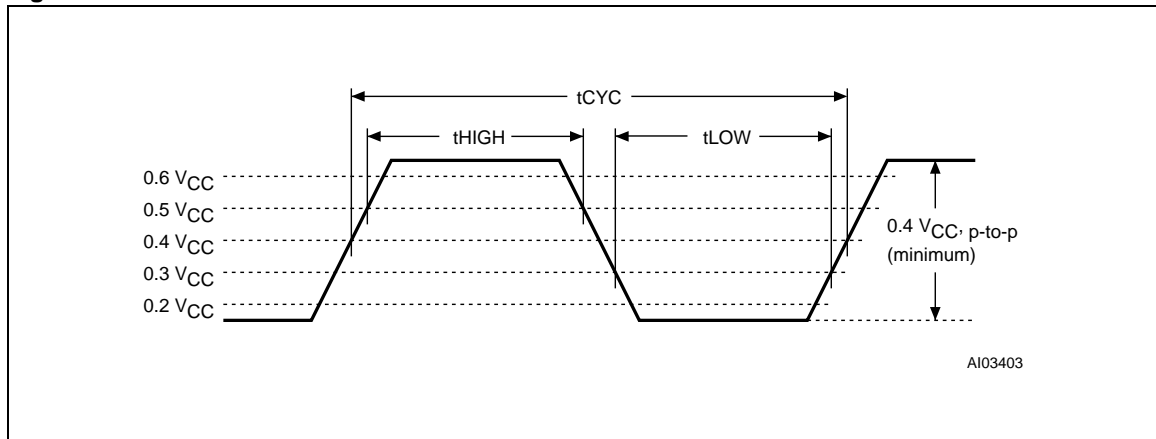 tCYC
tHIGH
tLOW
0.6 VCC
0.5 VCC
0.4 VCC
0.3 VCC
0.2 VCC
0.4 VCC, p-to-p
(minimum)
AI03403